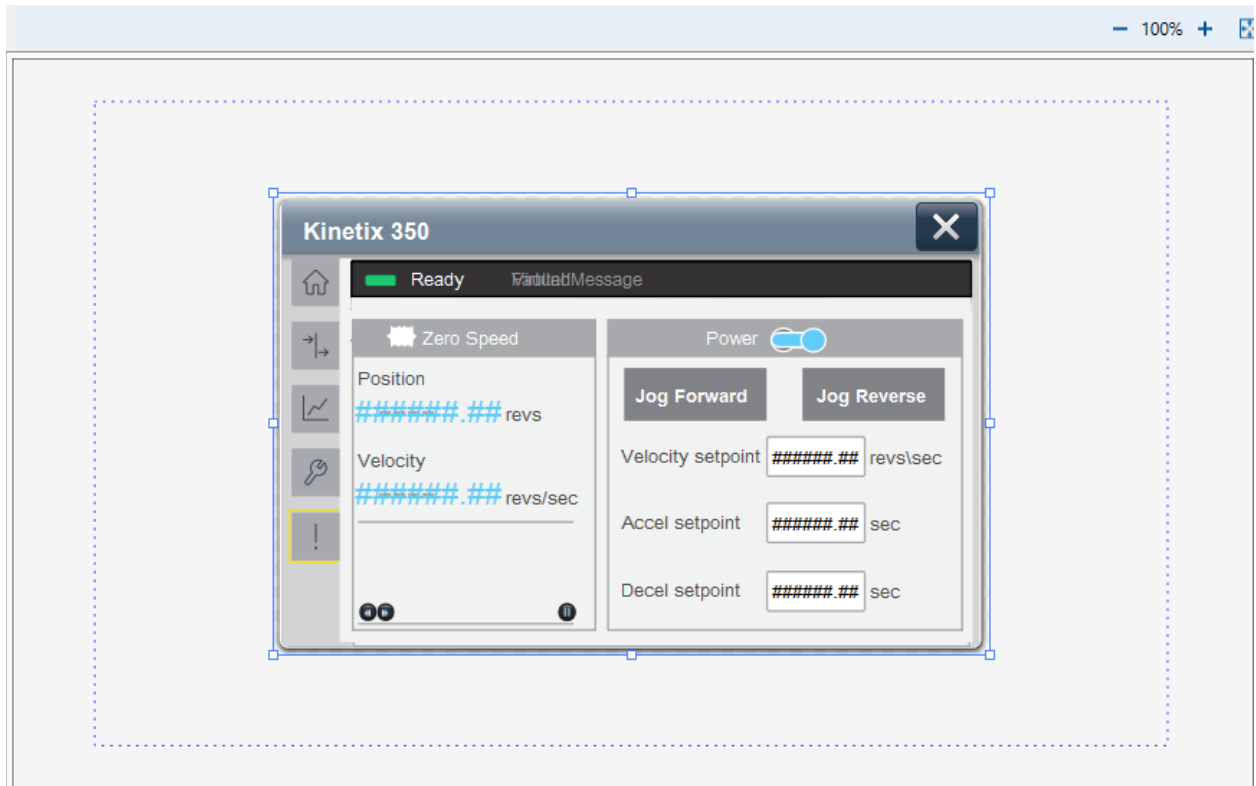 100%
Kinetix 350
Ready
Message
Zero Speed
Power
Position
######.## revs
Jog Forward
Jog Reverse
Velocity
######.## revs/sec
Velocity setpoint ######.## revs\sec
Accel setpoint ######.## sec
Decel setpoint ######.## sec